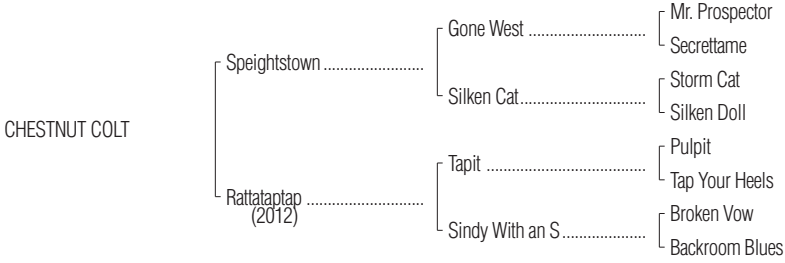 Mr. Prospector
Gone West ..............................
Secrettame
Speightstown .........................
Storm Cat
Silken Cat................................
Silken Doll
CHESTNUT COLT
Pulpit
Tapit ........................................
Tap Your Heels
Rattataptap .............................
(2012)
Broken Vow
Sindy With an S.....................
Backroom Blues